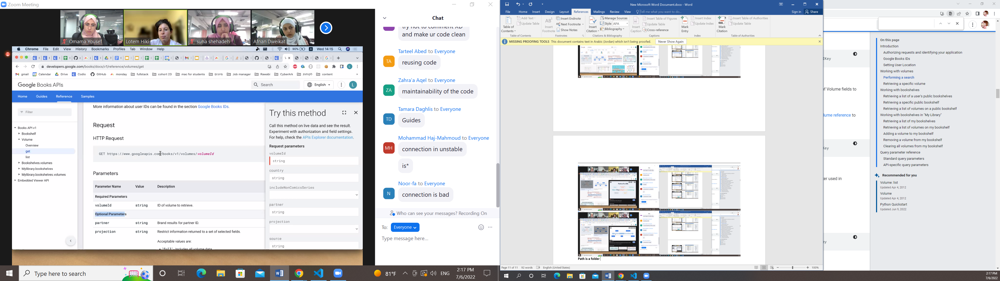 Zoom Meeting
Omama Yousef
Lotem Hiki
suha shehadeh
Afnan Dweikat
Chrome File Edit View History Bookmarks Profiles Tab Window Help
90%
Wed 14:15
developers.google.com/books/docs/v1/reference/volumes/get
gmail Calendar Drive Codio GitHub monday fullstack cohort 23 mac for students מיונים Job manager Rawabi CyberArk לקוחות content
Google Books APIs
Search
English
L
Home Guides Reference Samples
Filter
Books API v1
Bookshelf
Volume
Overview
get
list
Bookshelves.volumes
Mylibrary.bookshelves
Mylibrary.bookshelves.volumes
Embedded Viewer API
More information about user IDs can be found in the section Google Books IDs.
Request
HTTP Request
GET https://www.googleapis.com/books/v1/volumes/volumeId
Parameters
Parameter Name Value Description
Required Parameters
volumeId string ID of volume to retrieve.
Optional Parameters
partner string Brand results for partner ID.
projection string Restrict information returned to a set of selected fields.
Acceptable values are:
"full" - Includes all volume data.
Try this method
Call this method on live data and see the result.
Experiment with authorization and field settings.
For help, check the APIs Explorer documentation.
Request parameters
volumeId
string
country
string
includeNonComicsSeries
partner
string
projection
source
string
Chat
try not to comment XD
and make ur code clean
Tarteel Abed to Everyone
TA
reusing code
Zahra'a Aqel to Everyone
ZA
maintainability of the code
Tamara Daghlis to Everyone
TD
Guides
Mohammad Haj-Mahmoud to Everyone
MH
connection in unstable
is*
Noor-fa to Everyone
N
connection is bad
Who can see your messages? Recording On
To: Everyone
Type message here...
Type here to search
81°F
ENG
2:17 PM
7/6/2022
New Microsoft Word Document.docx - Word
File Home Insert Design Layout References Mailings Review View Tell me what you want to do...
Sign in Share
Table of Contents
Add Text
Update Table
Table of Contents
AB
Insert Footnote
Insert Endnote
Next Footnote
Show Notes
Footnotes
Insert Citation
Manage Sources
Style: APA
Bibliography
Citations & Bibliography
Insert Caption
Insert Table of Figures
Update Table
Cross-reference
Captions
Mark Entry
Insert Index
Update Index
Index
Mark Citation
Insert Table of Authorities
Update Table
Table of Authorities
MISSING PROOFING TOOLS This document contains text in Arabic (Jordan) which isn't being proofed. Never Show Again
Path is a folder
Page 11 of 11 92 words English (United States)
100%
of Volume fields to
lume reference to
ter used in
On this page
Introduction
Authorizing requests and identifying your application
Google Books IDs
Setting User Location
Working with volumes
Performing a search
Retrieving a specific volume
Working with bookshelves
Retrieving a list of a user's public bookshelves
Retrieving a specific public bookshelf
Retrieving a list of volumes on a public bookshelf
Working with bookshelves in "My Library"
Retrieving a list of my bookshelves
Retrieving a list of volumes on my bookshelf
Adding a volume to my bookshelf
Removing a volume from my bookshelf
Clearing all volumes from my bookshelf
Query parameter reference
Standard query parameters
API-specific query parameters
Recommended for you
Volume: list
Updated Apr 4, 2012
Volume
Updated Apr 4, 2012
Python Quickstart
Updated Jun 9, 2022
2:17 PM
7/6/2022